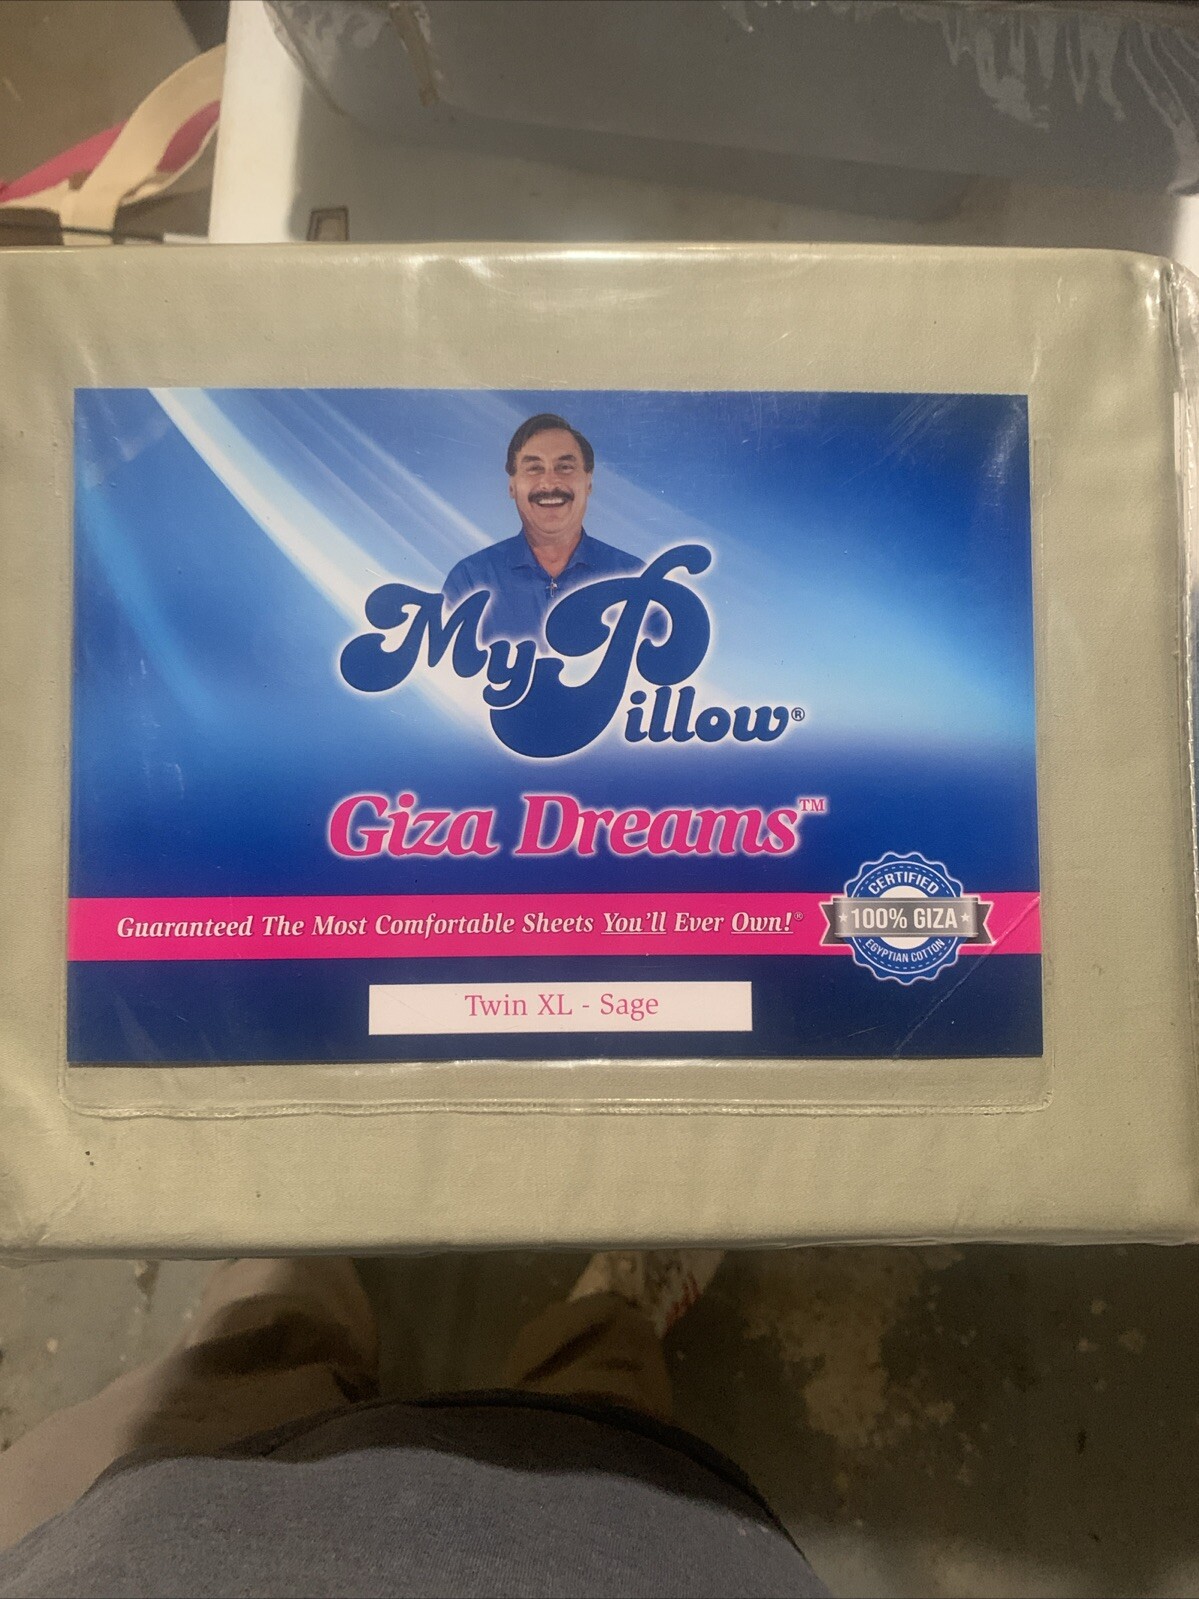 My Pillow®
Giza Dreams™
Guaranteed The Most Comfortable Sheets You'll Ever Own!®
CERTIFIED
★100% GIZA★
EGYPTIAN COTTON
Twin XL - Sage